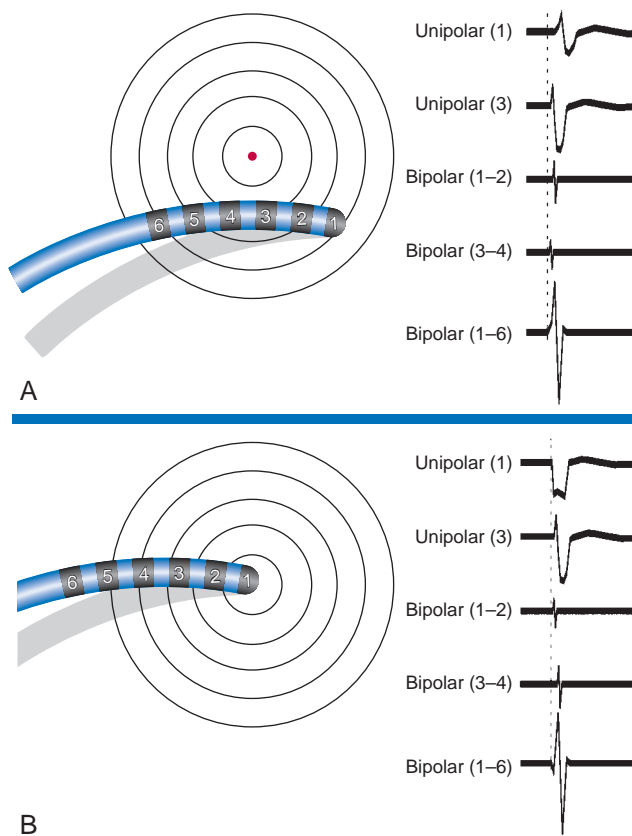 Unipolar (1)
Unipolar (3)
Bipolar (1–2)
Bipolar (3–4)
Bipolar (1–6)
6 5 4 3 2 1
A
Unipolar (1)
Unipolar (3)
Bipolar (1–2)
Bipolar (3–4)
Bipolar (1–6)
6 5 4 3 2 1
B